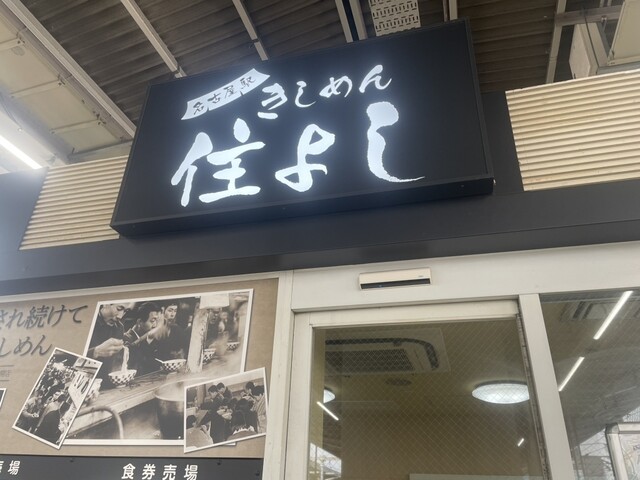 名古屋駅
きしめん
住よし
され続けて
しめん
場
食券売場